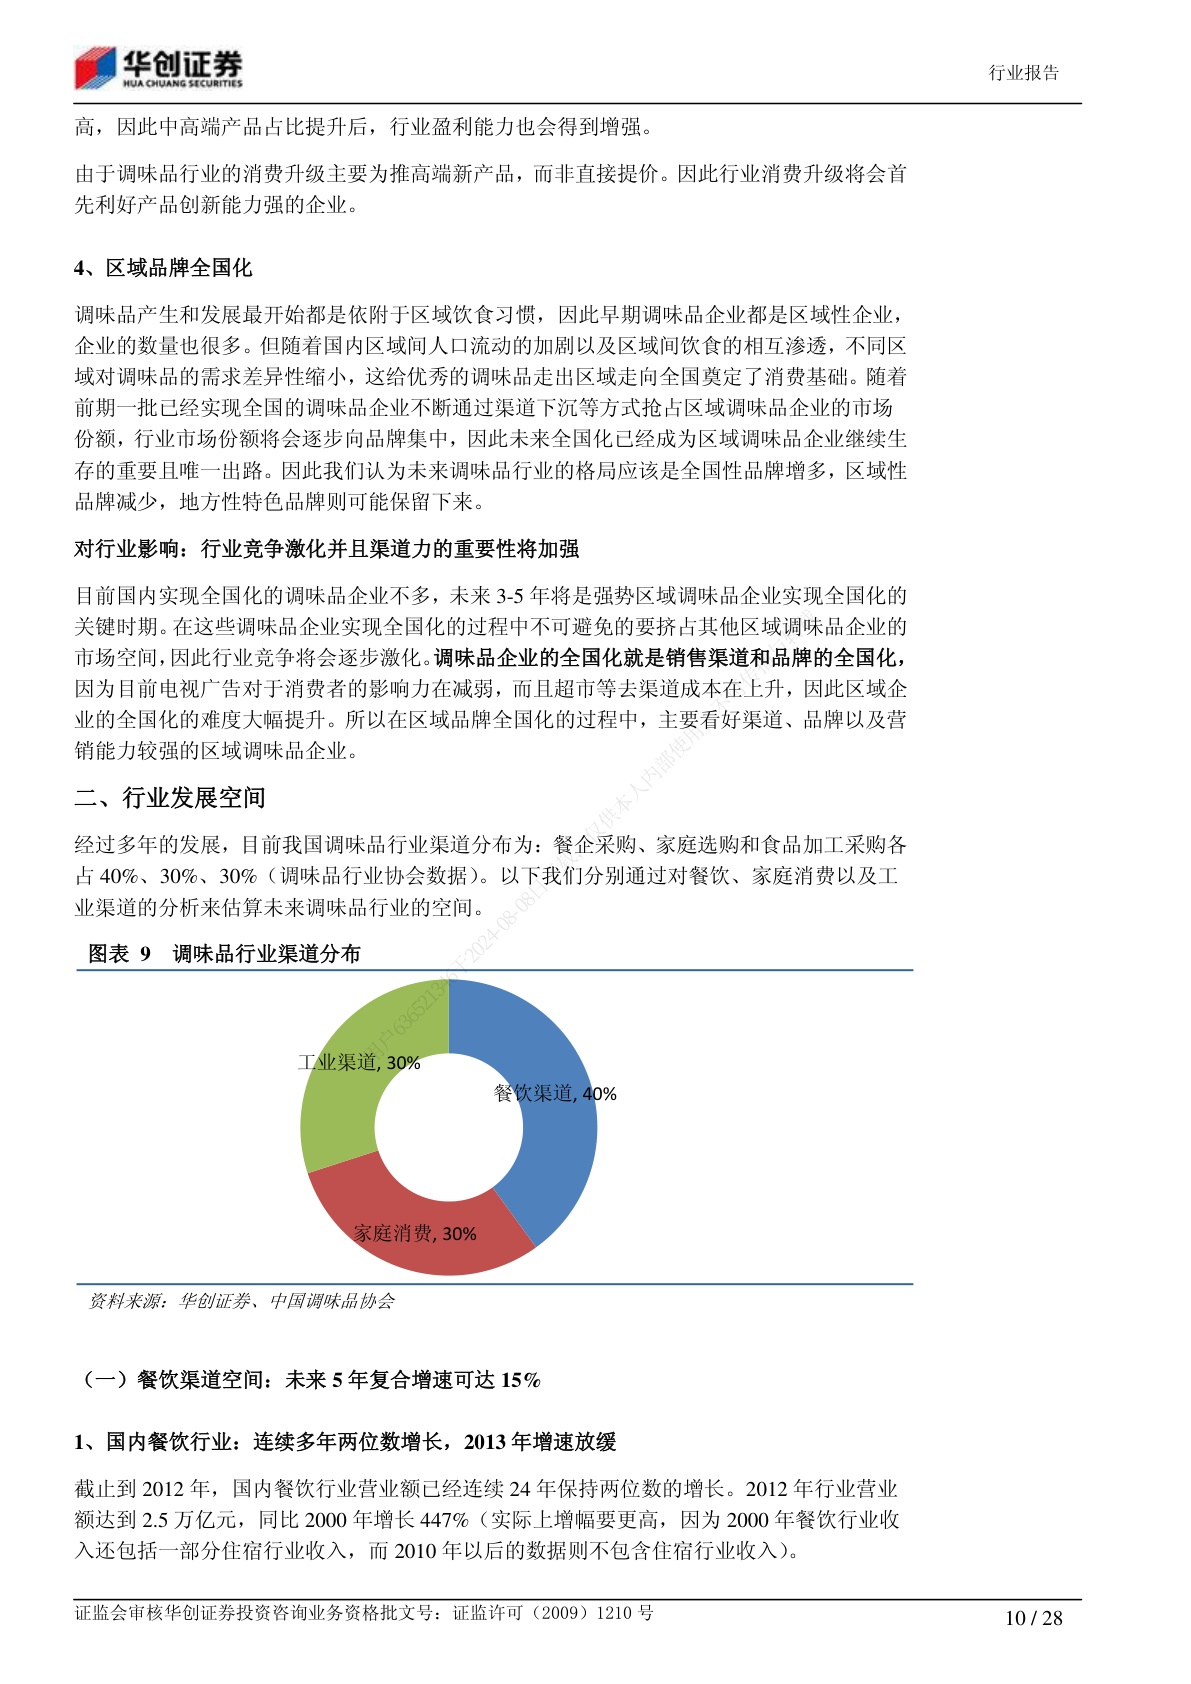 华创证券
HUA CHUANG SECURITIES
行业报告
高，因此中高端产品占比提升后，行业盈利能力也会得到增强。
由于调味品行业的消费升级主要为推高端新产品，而非直接提价。因此行业消费升级将会首
先利好产品创新能力强的企业。
4、区域品牌全国化
调味品产生和发展最开始都是依附于区域饮食习惯，因此早期调味品企业都是区域性企业，
企业的数量也很多。但随着国内区域间人口流动的加剧以及区域间饮食的相互渗透，不同区
域对调味品的需求差异性缩小，这给优秀的调味品走出区域走向全国奠定了消费基础。随着
前期一批已经实现全国的调味品企业不断通过渠道下沉等方式抢占区域调味品企业的市场
份额，行业市场份额将会逐步向品牌集中，因此未来全国化已经成为区域调味品企业继续生
存的重要且唯一出路。因此我们认为未来调味品行业的格局应该是全国性品牌增多，区域性
品牌减少，地方性特色品牌则可能保留下来。
对行业影响：行业竞争激化并且渠道力的重要性将加强
目前国内实现全国化的调味品企业不多，未来 3-5 年将是强势区域调味品企业实现全国化的
关键时期。在这些调味品企业实现全国化的过程中不可避免的要挤占其他区域调味品企业的
市场空间，因此行业竞争将会逐步激化。调味品企业的全国化就是销售渠道和品牌的全国化，
因为目前电视广告对于消费者的影响力在减弱，而且超市等去渠道成本在上升，因此区域企
业的全国化的难度大幅提升。所以在区域品牌全国化的过程中，主要看好渠道、品牌以及营
销能力较强的区域调味品企业。
二、行业发展空间
经过多年的发展，目前我国调味品行业渠道分布为：餐企采购、家庭选购和食品加工采购各
占 40%、30%、30%（调味品行业协会数据）。以下我们分别通过对餐饮、家庭消费以及工
业渠道的分析来估算未来调味品行业的空间。
图表 9 调味品行业渠道分布
工业渠道, 30%
餐饮渠道, 40%
家庭消费, 30%
资料来源：华创证券、中国调味品协会
（一）餐饮渠道空间：未来 5 年复合增速可达 15%
1、国内餐饮行业：连续多年两位数增长，2013 年增速放缓
截止到 2012 年，国内餐饮行业营业额已经连续 24 年保持两位数的增长。2012 年行业营业
额达到 2.5 万亿元，同比 2000 年增长 447%（实际上增幅要更高，因为 2000 年餐饮行业收
入还包括一部分住宿行业收入，而 2010 年以后的数据则不包含住宿行业收入）。
证监会审核华创证券投资咨询业务资格批文号：证监许可（2009）1210 号
10 / 28